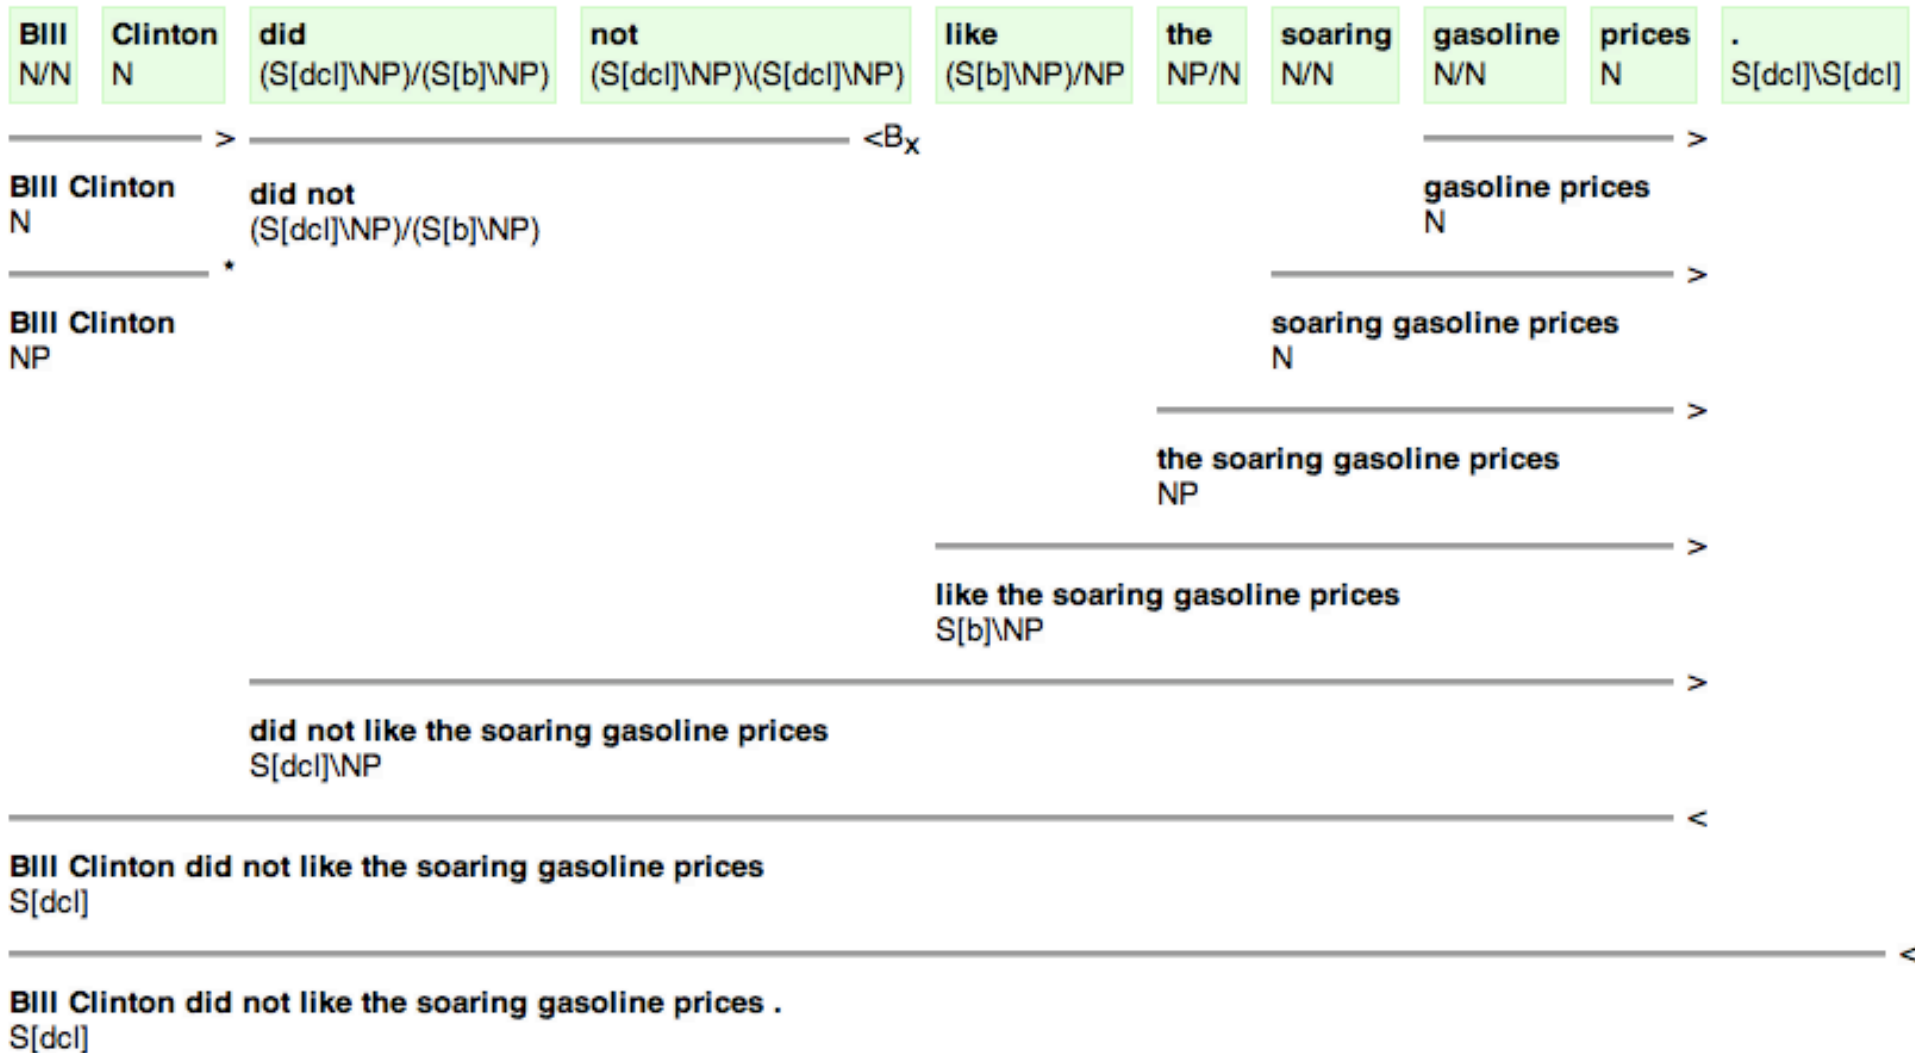 BIll Clinton did not like the soaring gasoline prices .
N/N N (S[dcl]\NP)/(S[b]\NP) (S[dcl]\NP)\(S[dcl]\NP) (S[b]\NP)/NP NP/N N/N N/N N S[dcl]\S[dcl]
> <Bx >
BIll Clinton did not gasoline prices
N (S[dcl]\NP)/(S[b]\NP) N
* >
BIll Clinton soaring gasoline prices
NP N
>
the soaring gasoline prices
NP
>
like the soaring gasoline prices
S[b]\NP
>
did not like the soaring gasoline prices
S[dcl]\NP
<
BIll Clinton did not like the soaring gasoline prices
S[dcl]
<
BIll Clinton did not like the soaring gasoline prices .
S[dcl]